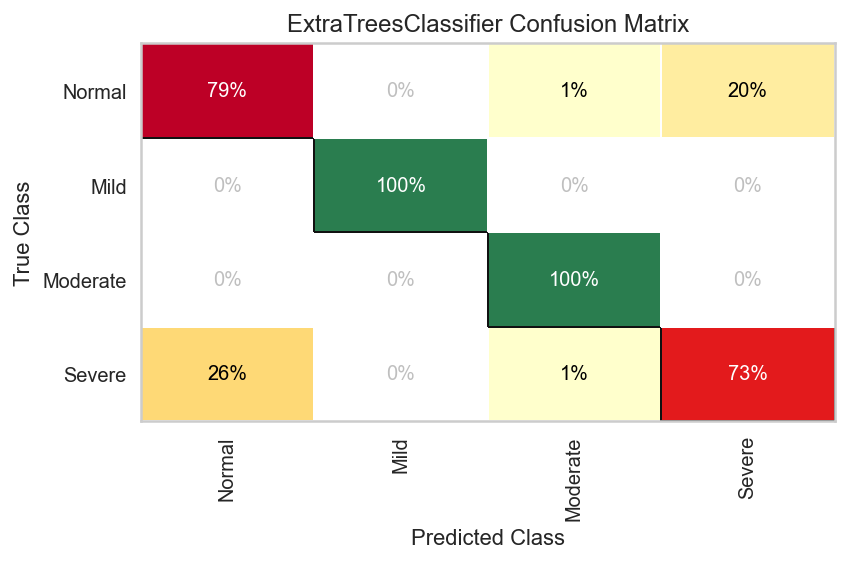 ExtraTreesClassifier Confusion Matrix
Normal 79% 0% 1% 20%
Mild 0% 100% 0% 0%
Moderate 0% 0% 100% 0%
Severe 26% 0% 1% 73%
True Class
Normal Mild Moderate Severe
Predicted Class